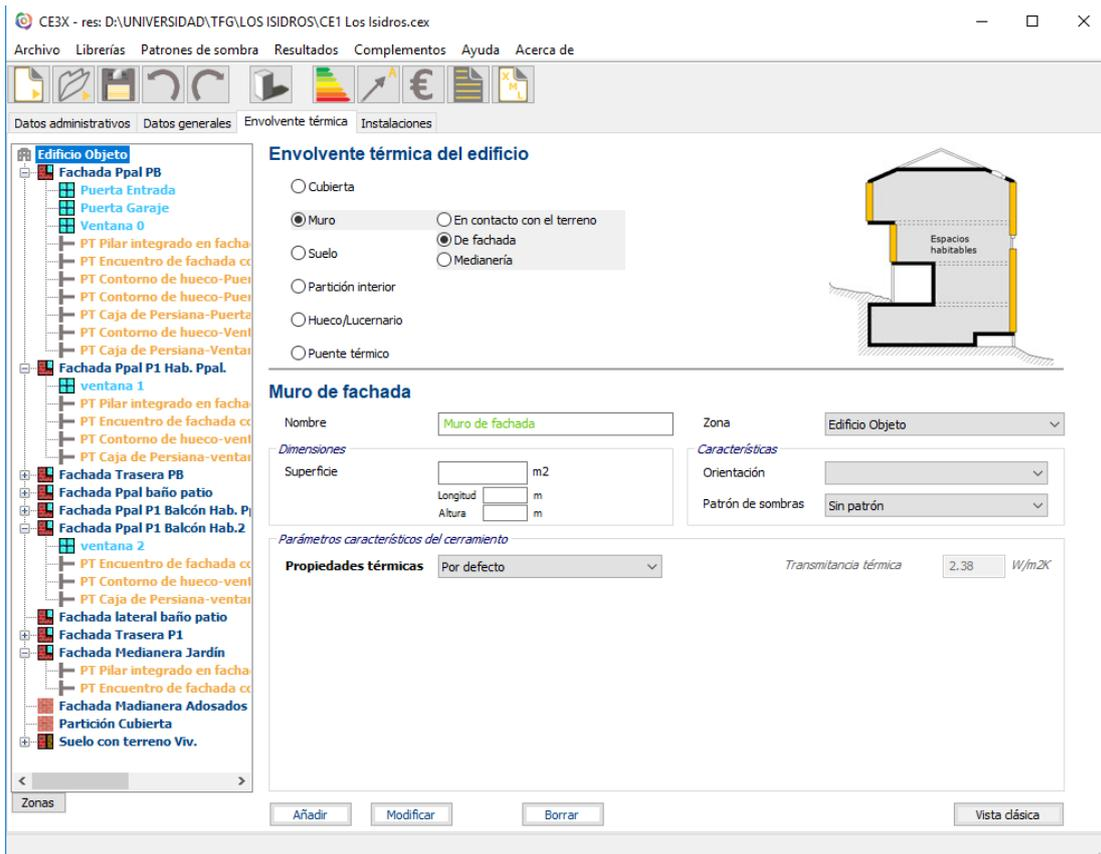 CE3X - res: D:\UNIVERSIDAD\TFG\LOS ISIDROS\CE1 Los Isidros.cex
Archivo Librerías Patrones de sombra Resultados Complementos Ayuda Acerca de
A
€
XML
Datos administrativos Datos generales Envolvente térmica Instalaciones
Edificio Objeto
Fachada Ppal PB
Puerta Entrada
Puerta Garaje
Ventana 0
PT Pilar integrado en facha
PT Encuentro de fachada cc
PT Contorno de hueco-Puer
PT Contorno de hueco-Puer
PT Caja de Persiana-Puerta
PT Contorno de hueco-Vent
PT Caja de Persiana-Ventar
Fachada Ppal P1 Hab. Ppal.
ventana 1
PT Pilar integrado en facha
PT Encuentro de fachada cc
PT Contorno de hueco-vent
PT Caja de Persiana-ventar
Fachada Trasera PB
Fachada Ppal baño patio
Fachada Ppal P1 Balcón Hab. P
Fachada Ppal P1 Balcón Hab.2
ventana 2
PT Encuentro de fachada cc
PT Contorno de hueco-vent
PT Caja de Persiana-ventar
Fachada lateral baño patio
Fachada Trasera P1
Fachada Medianera Jardín
PT Pilar integrado en facha
PT Encuentro de fachada cc
Fachada Madianera Adosados
Partición Cubierta
Suelo con terreno Viv.
Zonas
Envolvente térmica del edificio
Cubierta
Muro
Suelo
Partición interior
Hueco/Lucernario
Puente térmico
En contacto con el terreno
De fachada
Medianería
Espacios
habitables
Muro de fachada
Nombre Muro de fachada Zona Edificio Objeto
Dimensiones
Superficie m2
Longitud m
Altura m
Características
Orientación
Patrón de sombras Sin patrón
Parámetros característicos del cerramiento
Propiedades térmicas Por defecto Transmitancia térmica 2.38 W/m2K
Añadir Modificar Borrar Vista clásica